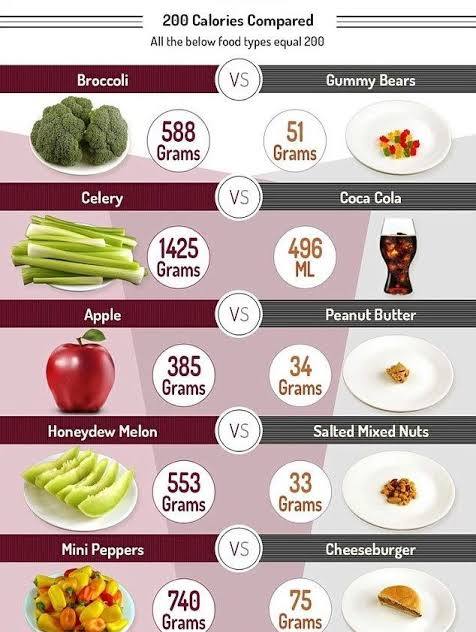 200 Calories Compared
All the below food types equal 200
Broccoli VS Gummy Bears
588 Grams
51 Grams
Celery VS Coca Cola
1425 Grams
496 ML
Apple VS Peanut Butter
385 Grams
34 Grams
Honeydew Melon VS Salted Mixed Nuts
553 Grams
33 Grams
Mini Peppers VS Cheeseburger
740 Grams
75 Grams